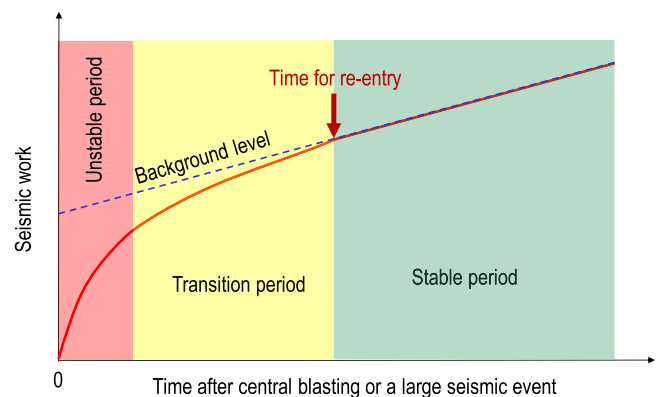 Unstable period
Time for re-entry
Background level
Seismic work
Transition period
Stable period
0
Time after central blasting or a large seismic event